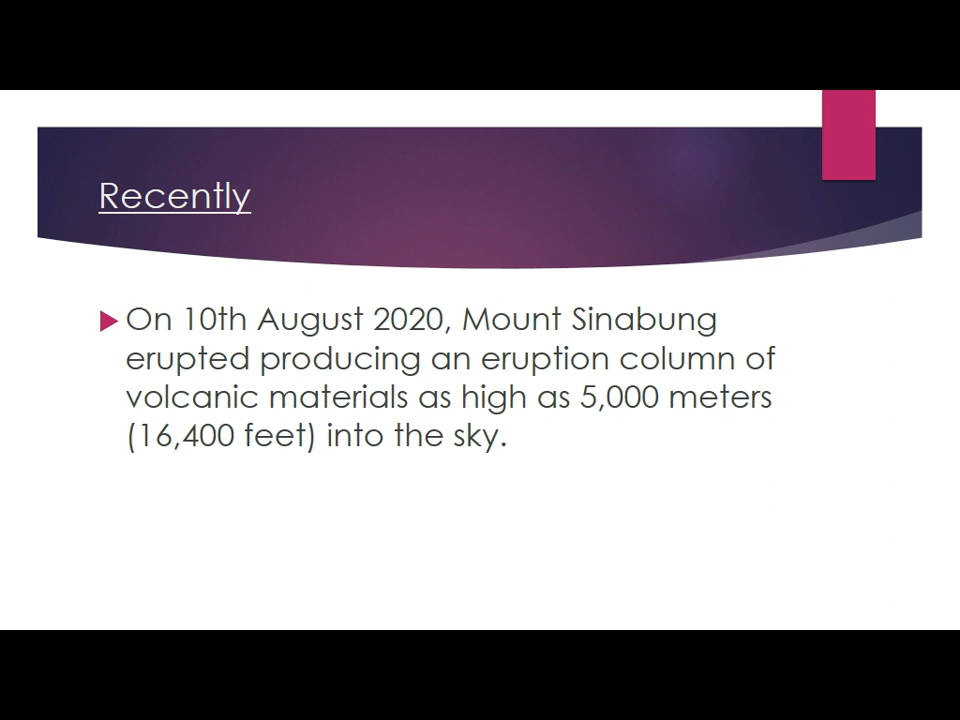 Recently
On 10th August 2020, Mount Sinabung
erupted producing an eruption column of
volcanic materials as high as 5,000 meters
(16,400 feet) into the sky.